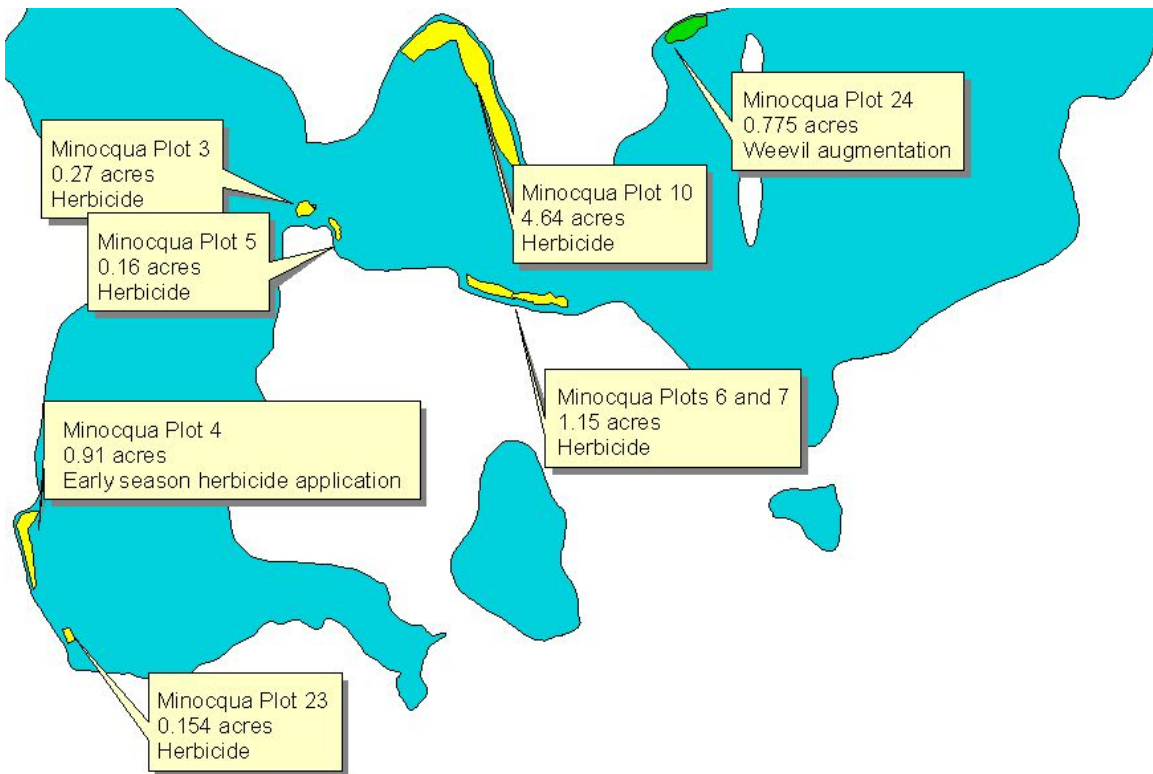 Minocqua Plot 24
0.775 acres
Weevil augmentation
Minocqua Plot 3
0.27 acres
Herbicide
Minocqua Plot 10
4.64 acres
Herbicide
Minocqua Plot 5
0.16 acres
Herbicide
Minocqua Plots 6 and 7
1.15 acres
Herbicide
Minocqua Plot 4
0.91 acres
Early season herbicide application
Minocqua Plot 23
0.154 acres
Herbicide